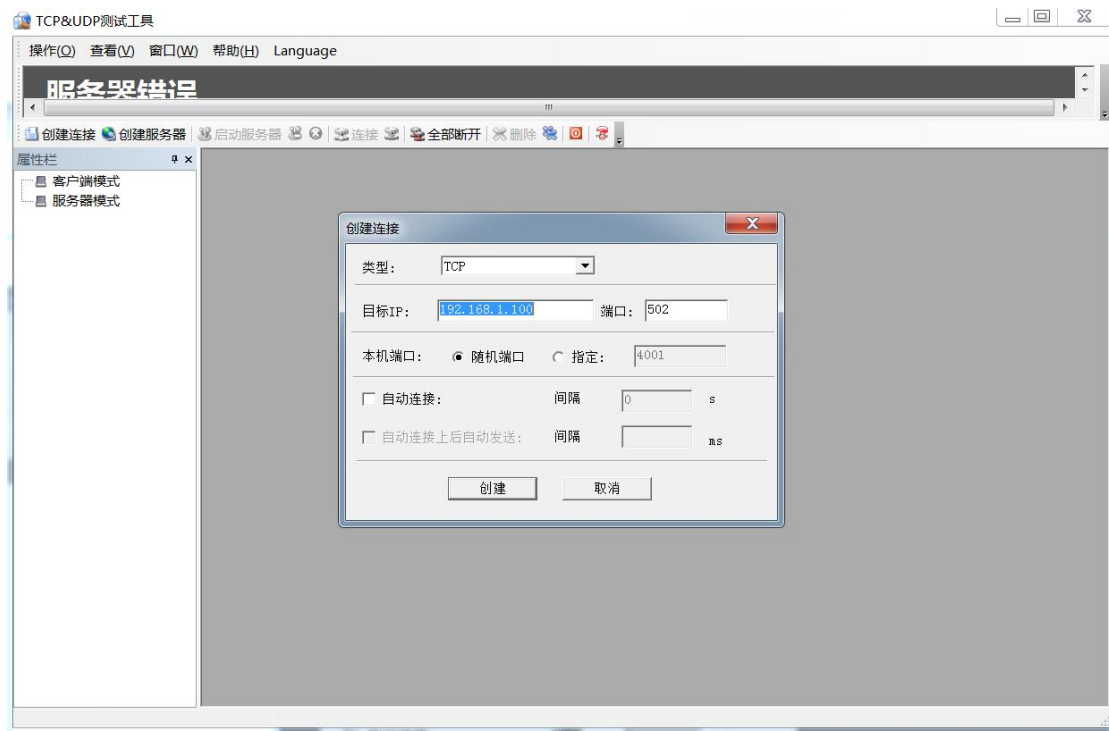 TCP&UDP测试工具
操作(O) 查看(V) 窗口(W) 帮助(H) Language
服务器错误
创建连接 创建服务器 启动服务器 连接 全部断开 删除
属性栏
客户端模式
服务器模式
创建连接
类型: TCP
目标IP: 192.168.1.100 端口: 502
本机端口: 随机端口 指定: 4001
自动连接: 间隔 0 s
自动连接上后自动发送: 间隔 ms
创建 取消